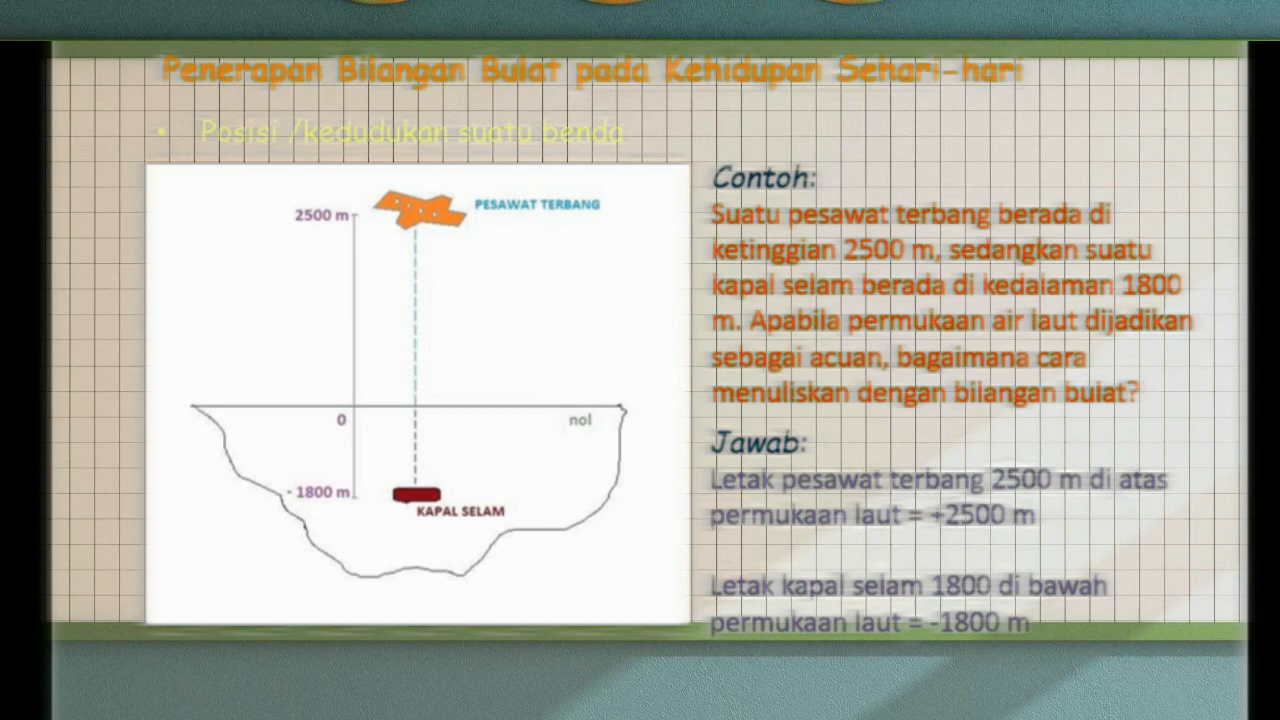 Penerapan Bilangan Bulat pada Kehidupan Sehari-hari
• Posisi /kedudukan suatu benda
2500 m
PESAWAT TERBANG
0
nol
- 1800 m
KAPAL SELAM
Contoh:
Suatu pesawat terbang berada di
ketinggian 2500 m, sedangkan suatu
kapal selam berada di kedalaman 1800
m. Apabila permukaan air laut dijadikan
sebagai acuan, bagaimana cara
menuliskan dengan bilangan bulat?
Jawab:
Letak pesawat terbang 2500 m di atas
permukaan laut = +2500 m
Letak kapal selam 1800 di bawah
permukaan laut = -1800 m